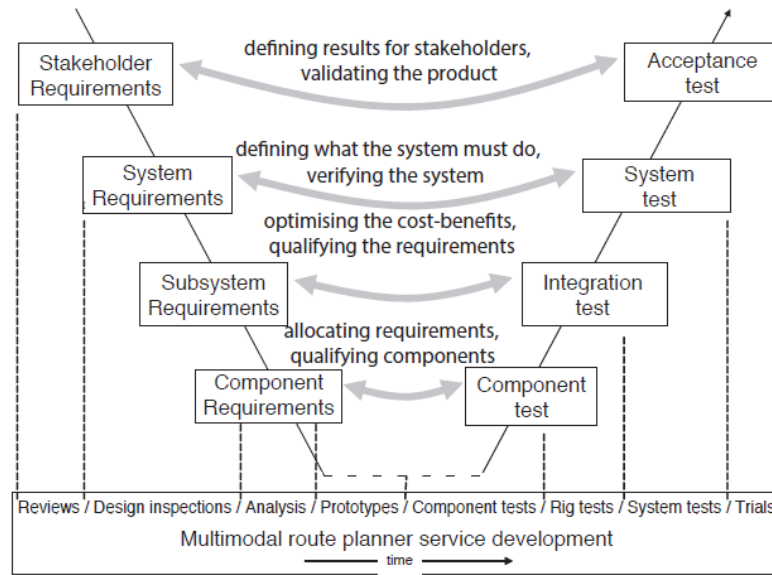 defining results for stakeholders,
validating the product
Stakeholder
Requirements
Acceptance
test
defining what the system must do,
verifying the system
System
Requirements
System
test
optimising the cost-benefits,
qualifying the requirements
Subsystem
Requirements
Integration
test
allocating requirements,
qualifying components
Component
Requirements
Component
test
Reviews / Design inspections / Analysis / Prototypes / Component tests / Rig tests / System tests / Trials
Multimodal route planner service development
time